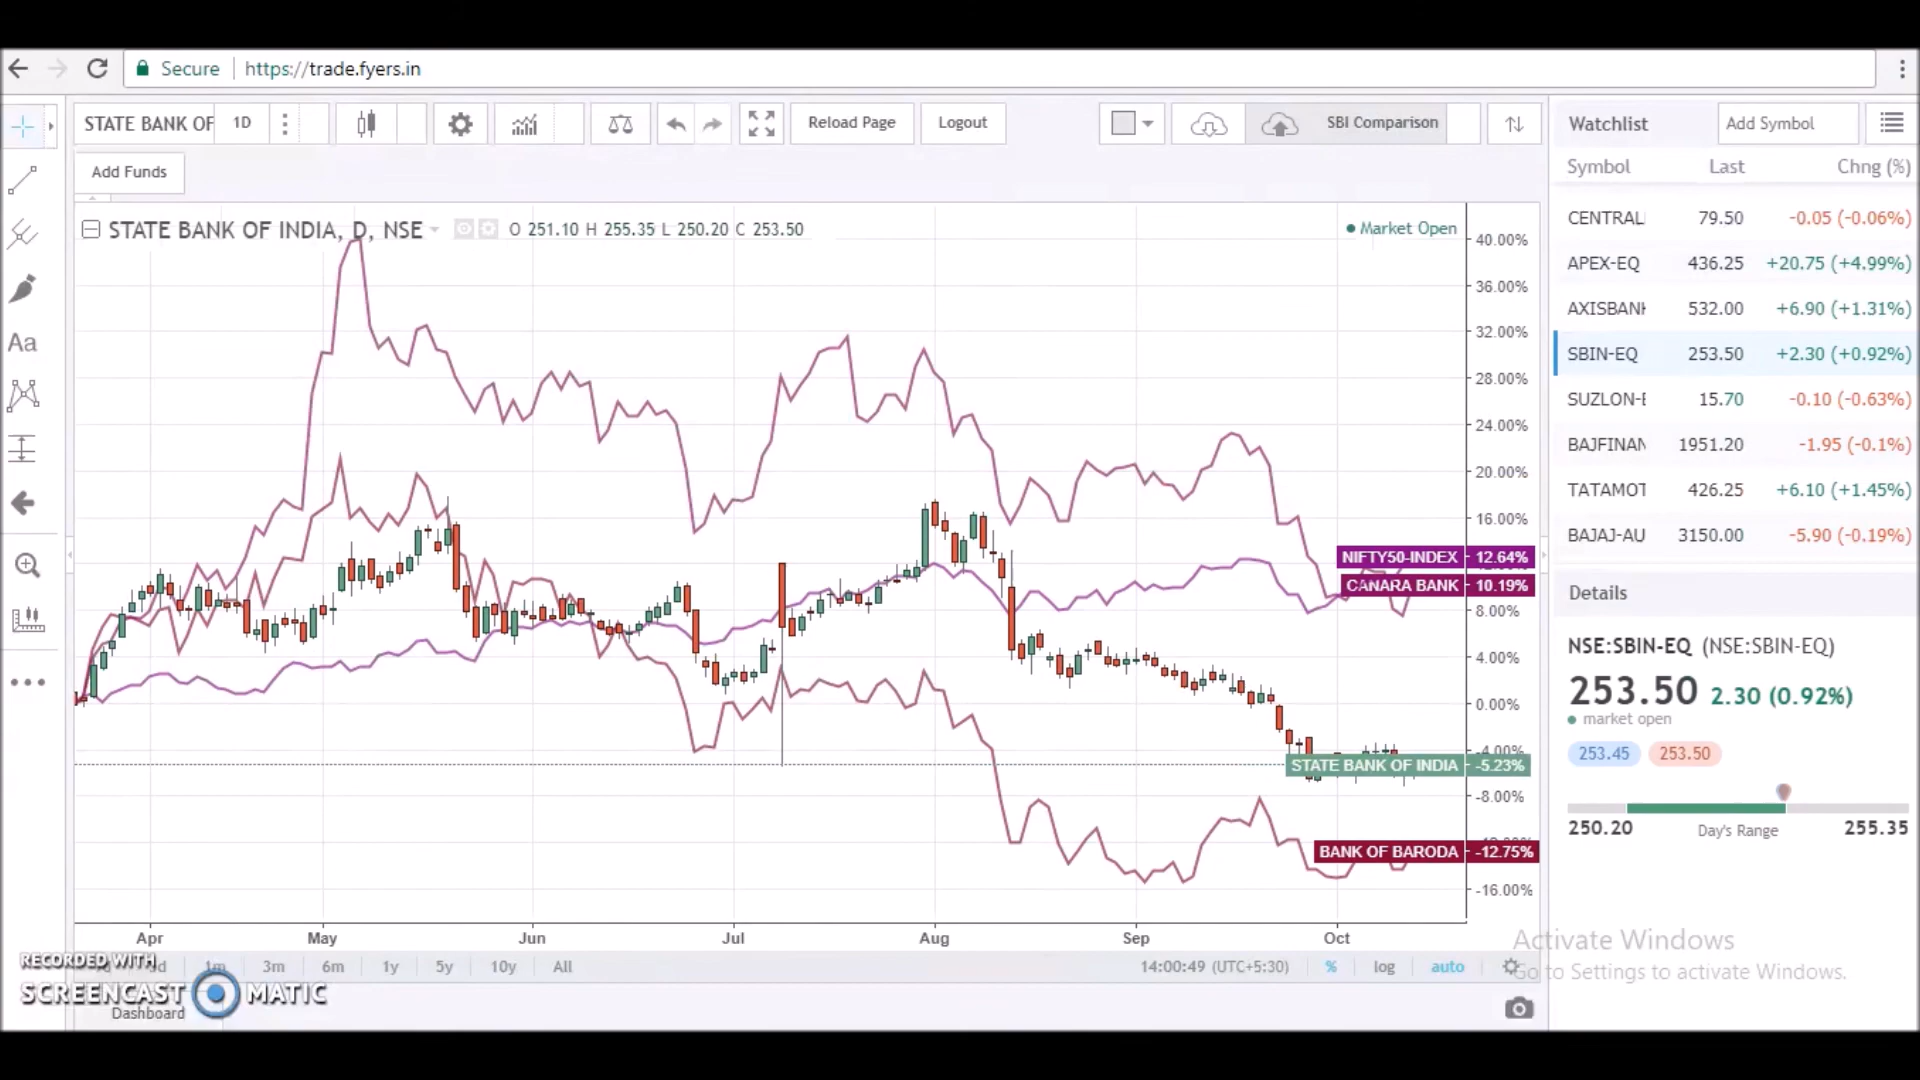 Secure https://trade.fyers.in
STATE BANK OF 1D Reload Page Logout SBI Comparison
Add Funds
STATE BANK OF INDIA, D, NSE O 251.10 H 255.35 L 250.20 C 253.50 Market Open
40.00%
36.00%
32.00%
28.00%
24.00%
20.00%
16.00%
NIFTY50-INDEX 12.64%
CANARA BANK 10.19%
8.00%
4.00%
0.00%
-4.00%
STATE BANK OF INDIA -5.23%
-8.00%
BANK OF BARODA -12.75%
-16.00%
Apr May Jun Jul Aug Sep Oct
1m 3m 6m 1y 5y 10y All 14:00:49 (UTC+5:30) % log auto
RECORDED WITH
SCREENCAST MATIC
Dashboard
Watchlist Add Symbol
Symbol Last Chng (%)
CENTRAL 79.50 -0.05 (-0.06%)
APEX-EQ 436.25 +20.75 (+4.99%)
AXISBANK 532.00 +6.90 (+1.31%)
SBIN-EQ 253.50 +2.30 (+0.92%)
SUZLON-E 15.70 -0.10 (-0.63%)
BAJFINAN 1951.20 -1.95 (-0.1%)
TATAMOT 426.25 +6.10 (+1.45%)
BAJAJ-AU 3150.00 -5.90 (-0.19%)
Details
NSE:SBIN-EQ (NSE:SBIN-EQ)
253.50 2.30 (0.92%)
market open
253.45 253.50
250.20 Day's Range 255.35
Activate Windows
Go to Settings to activate Windows.